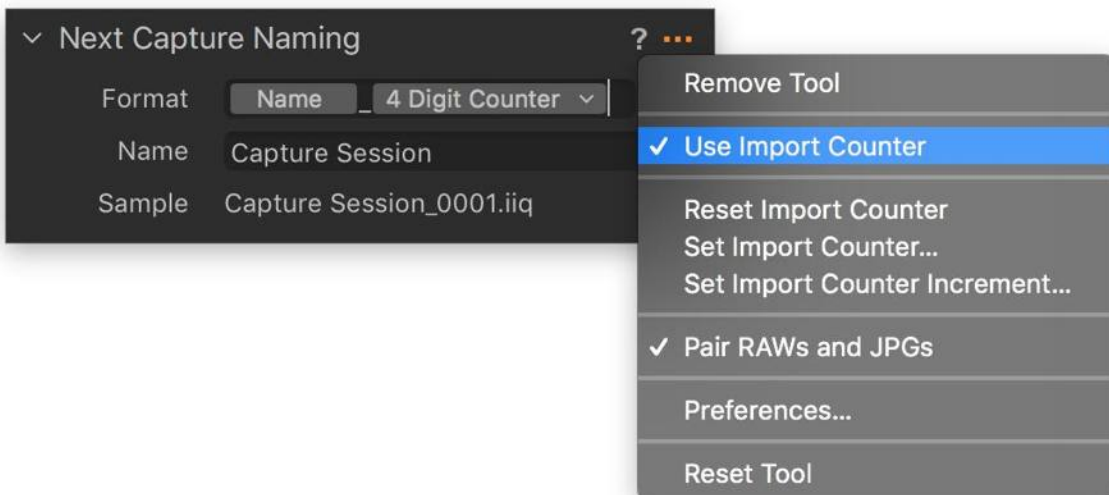 Next Capture Naming ? ...
Format Name _ 4 Digit Counter
Name Capture Session
Sample Capture Session_0001.iiq
Remove Tool
✓ Use Import Counter
Reset Import Counter
Set Import Counter...
Set Import Counter Increment...
✓ Pair RAWs and JPGs
Preferences...
Reset Tool